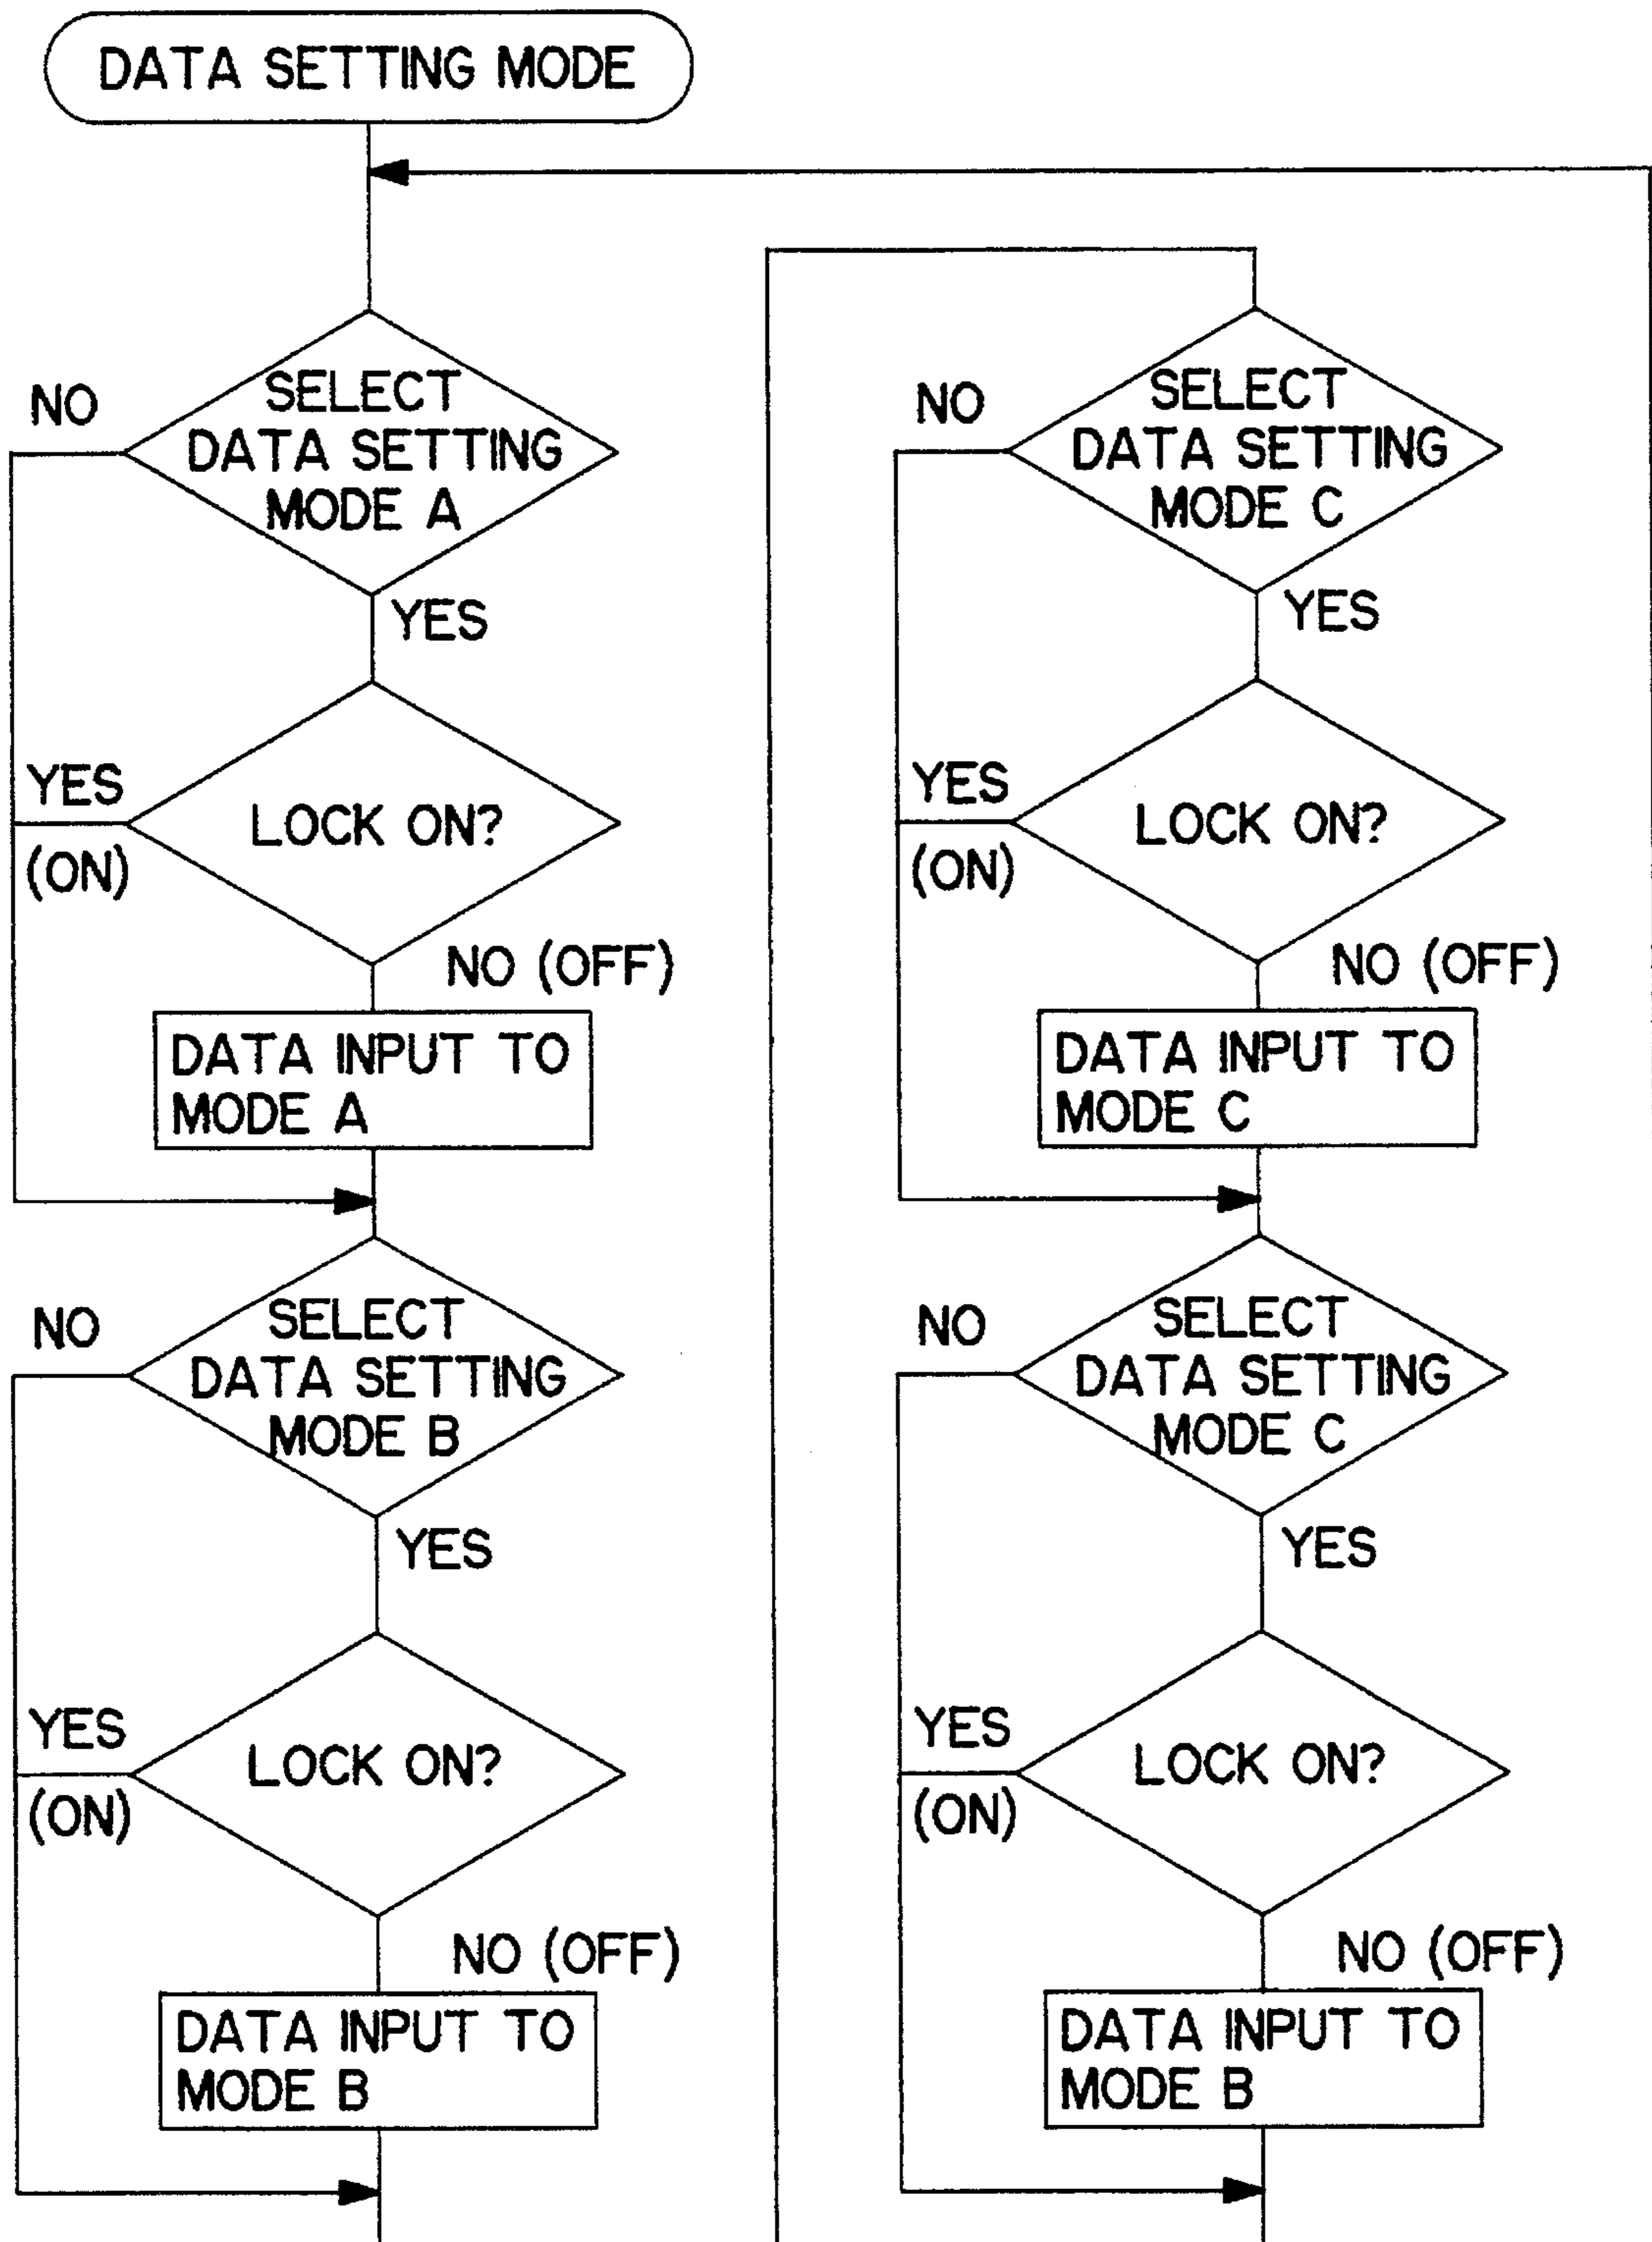 DATA SETTING MODE
NO
SELECT
DATA SETTING
MODE A
YES
YES
(ON)
LOCK ON?
NO (OFF)
DATA INPUT TO
MODE A
NO
SELECT
DATA SETTING
MODE B
YES
YES
(ON)
LOCK ON?
NO (OFF)
DATA INPUT TO
MODE B
NO
SELECT
DATA SETTING
MODE C
YES
YES
(ON)
LOCK ON?
NO (OFF)
DATA INPUT TO
MODE C
NO
SELECT
DATA SETTING
MODE C
YES
YES
(ON)
LOCK ON?
NO (OFF)
DATA INPUT TO
MODE B